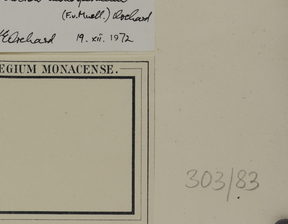 (F.v.Muell.) Orchard
Orchard 19. xii. 1972
EGIUM MONACENSE.
303/83